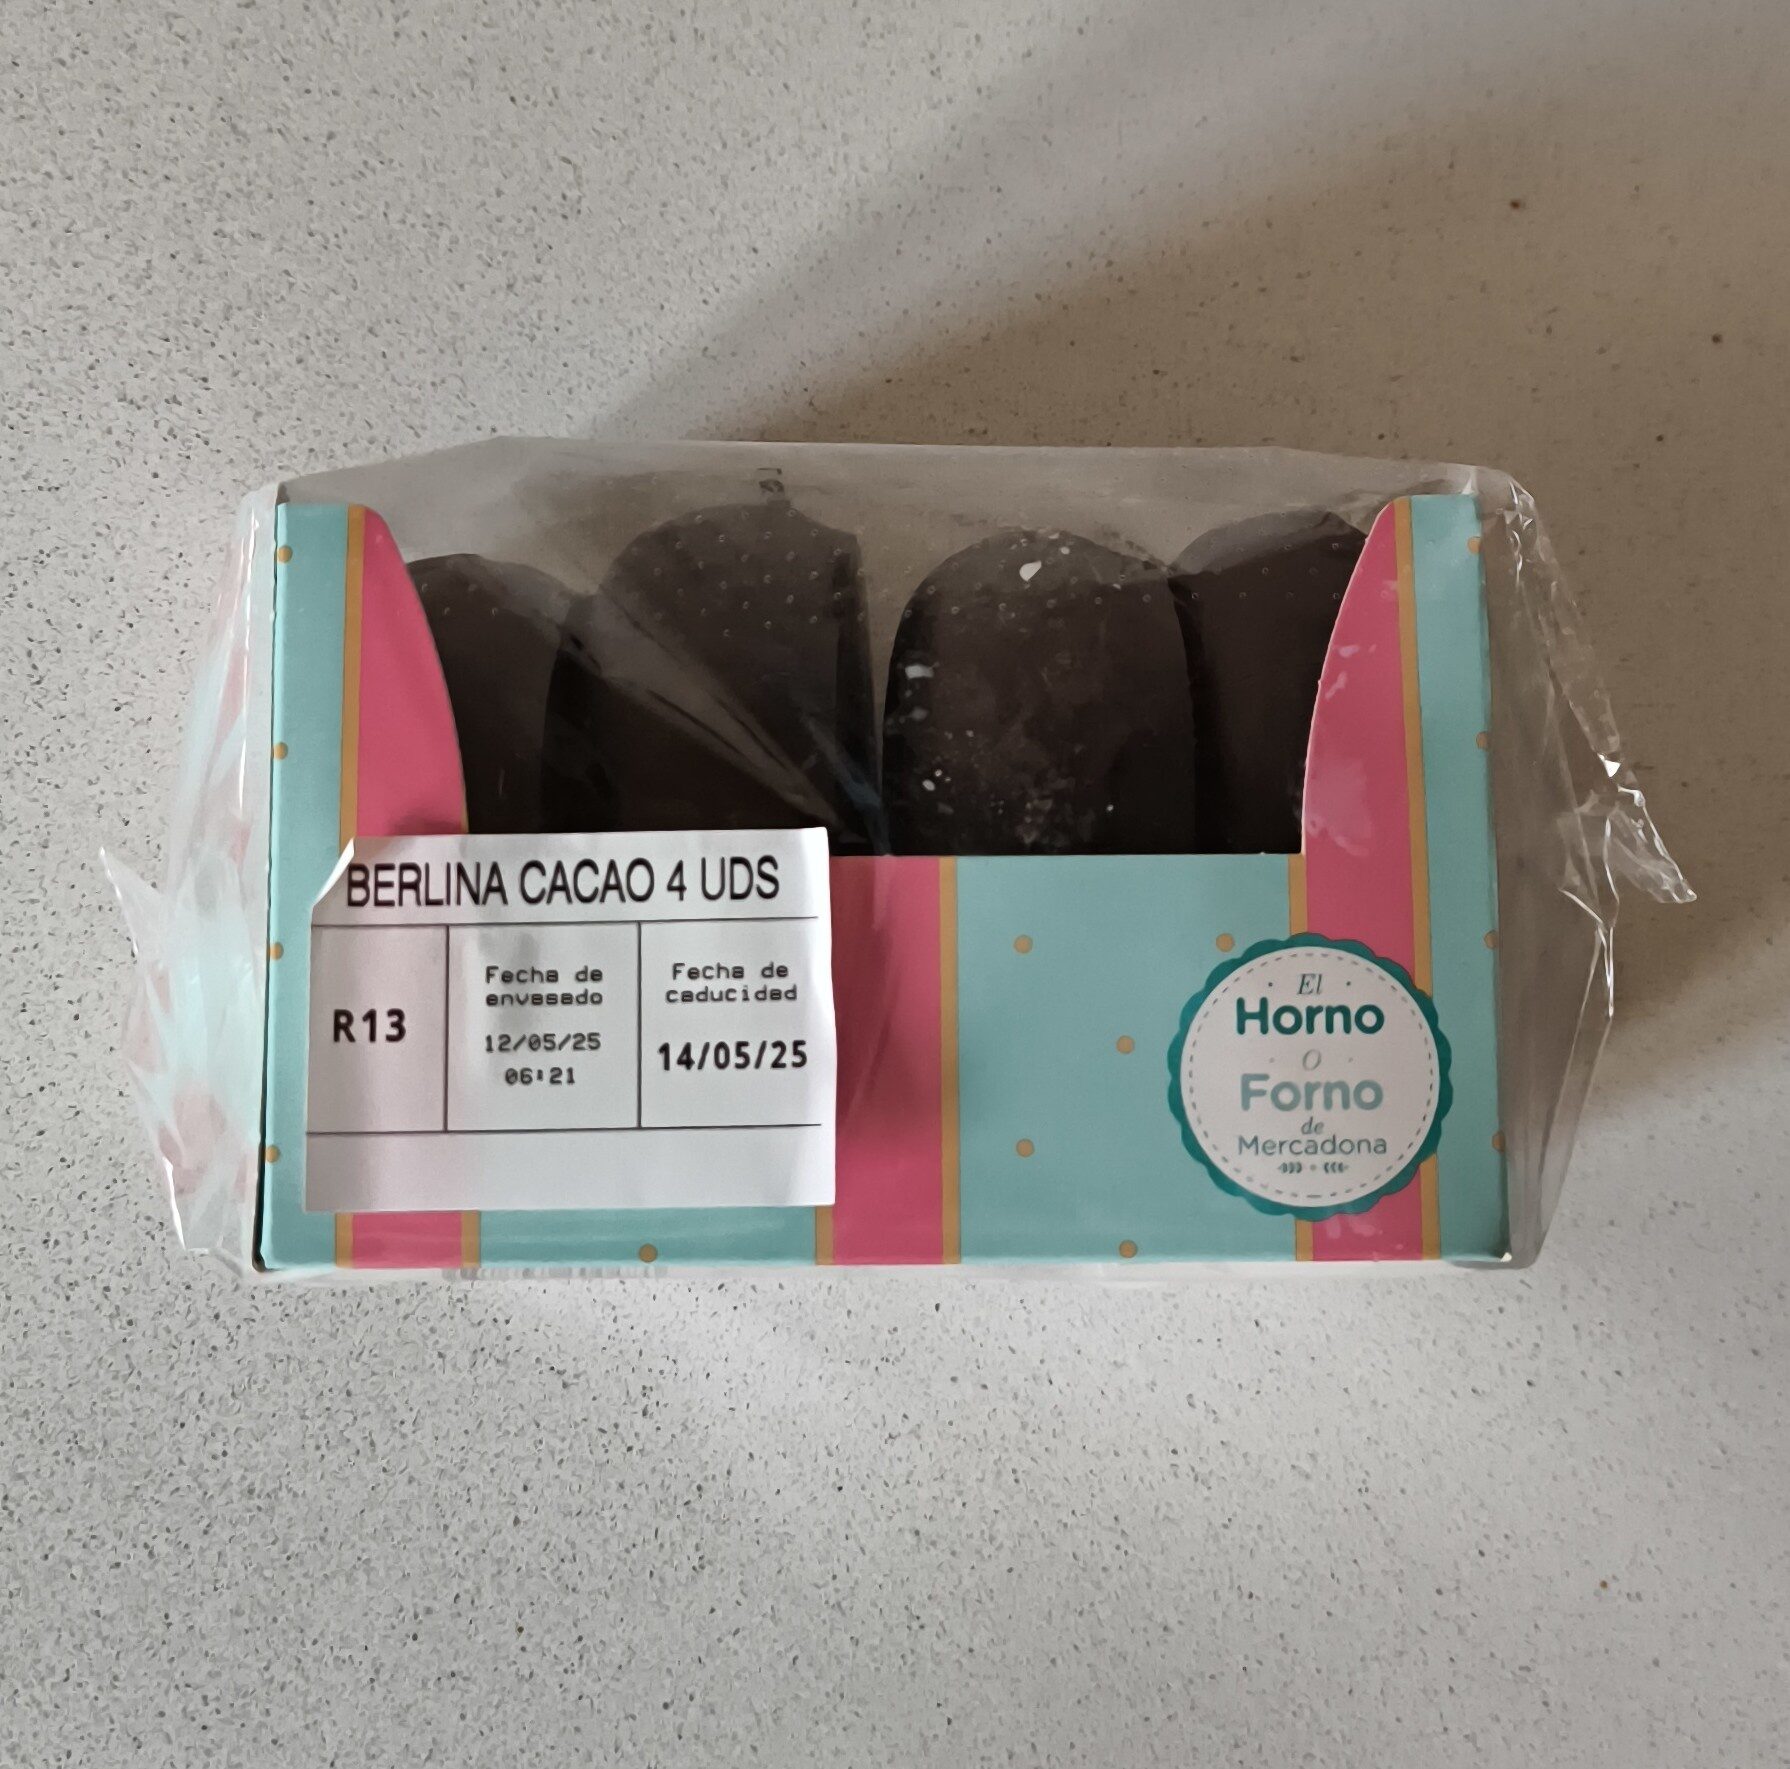 BERLINA CACAO 4 UDS
R13
Fecha de
envasado
12/05/25
06:21
Fecha de
caducidad
14/05/25
El
Horno
O
Forno
de
Mercadona